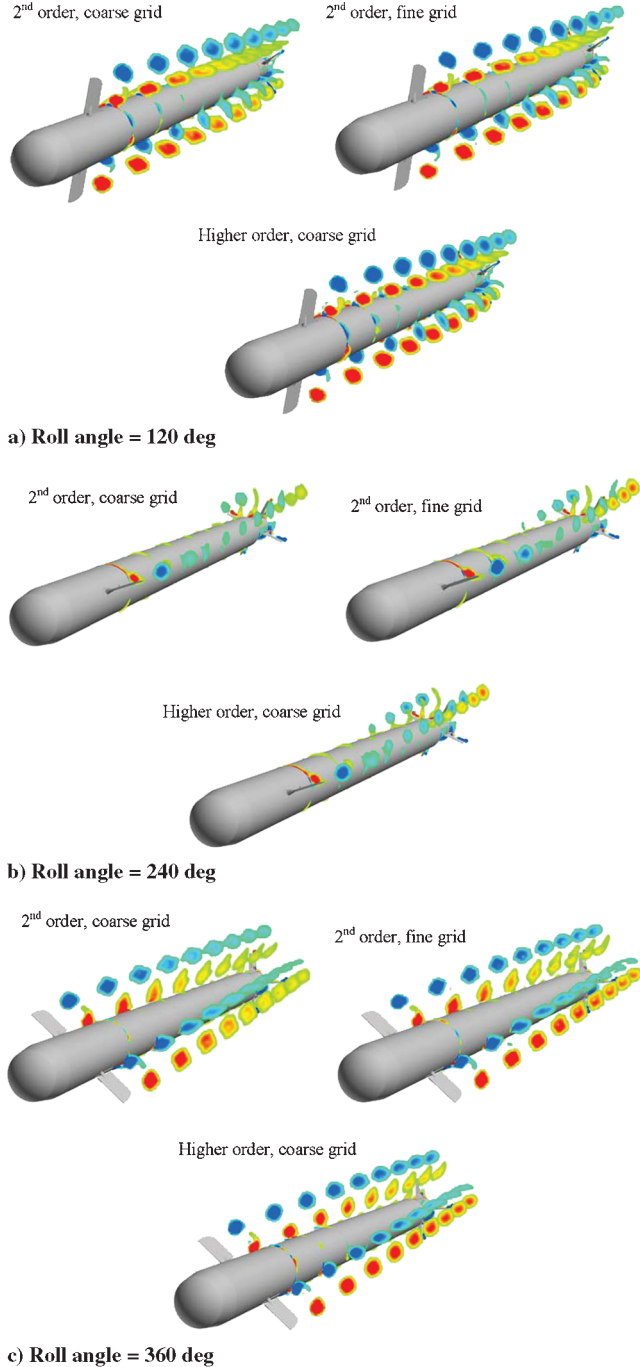 2nd order, coarse grid
2nd order, fine grid
Higher order, coarse grid
a) Roll angle = 120 deg
2nd order, coarse grid
2nd order, fine grid
Higher order, coarse grid
b) Roll angle = 240 deg
2nd order, coarse grid
2nd order, fine grid
Higher order, coarse grid
c) Roll angle = 360 deg